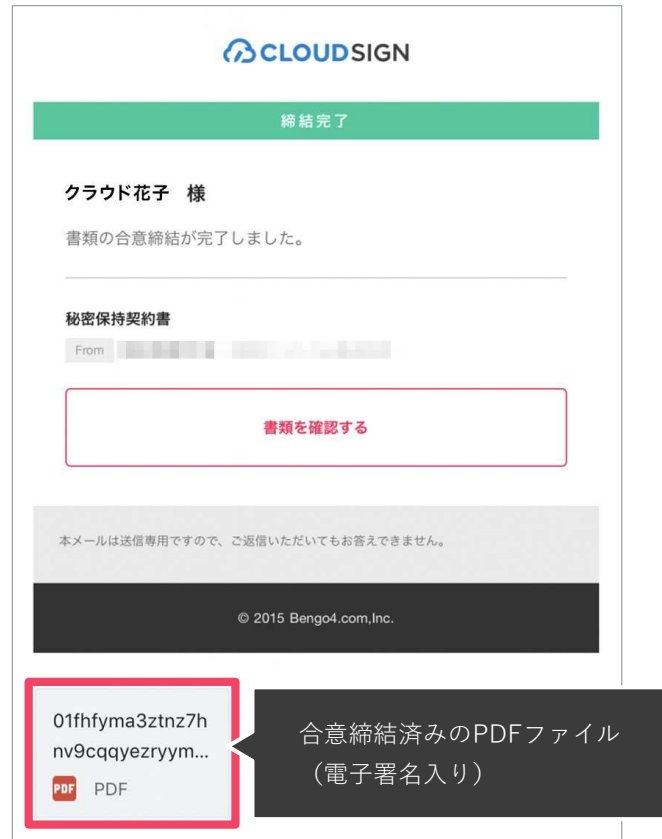 CLOUDSIGN
締結完了
クラウド花子 様
書類の合意締結が完了しました。
秘密保持契約書
From
書類を確認する
本メールは送信専用ですので、ご返信いただいてもお答えできません。
© 2015 Bengo4.com,Inc.
01fhfyma3ztnz7h
nv9cqqyezryym...
PDF PDF
合意締結済みのPDFファイル
（電子署名入り）